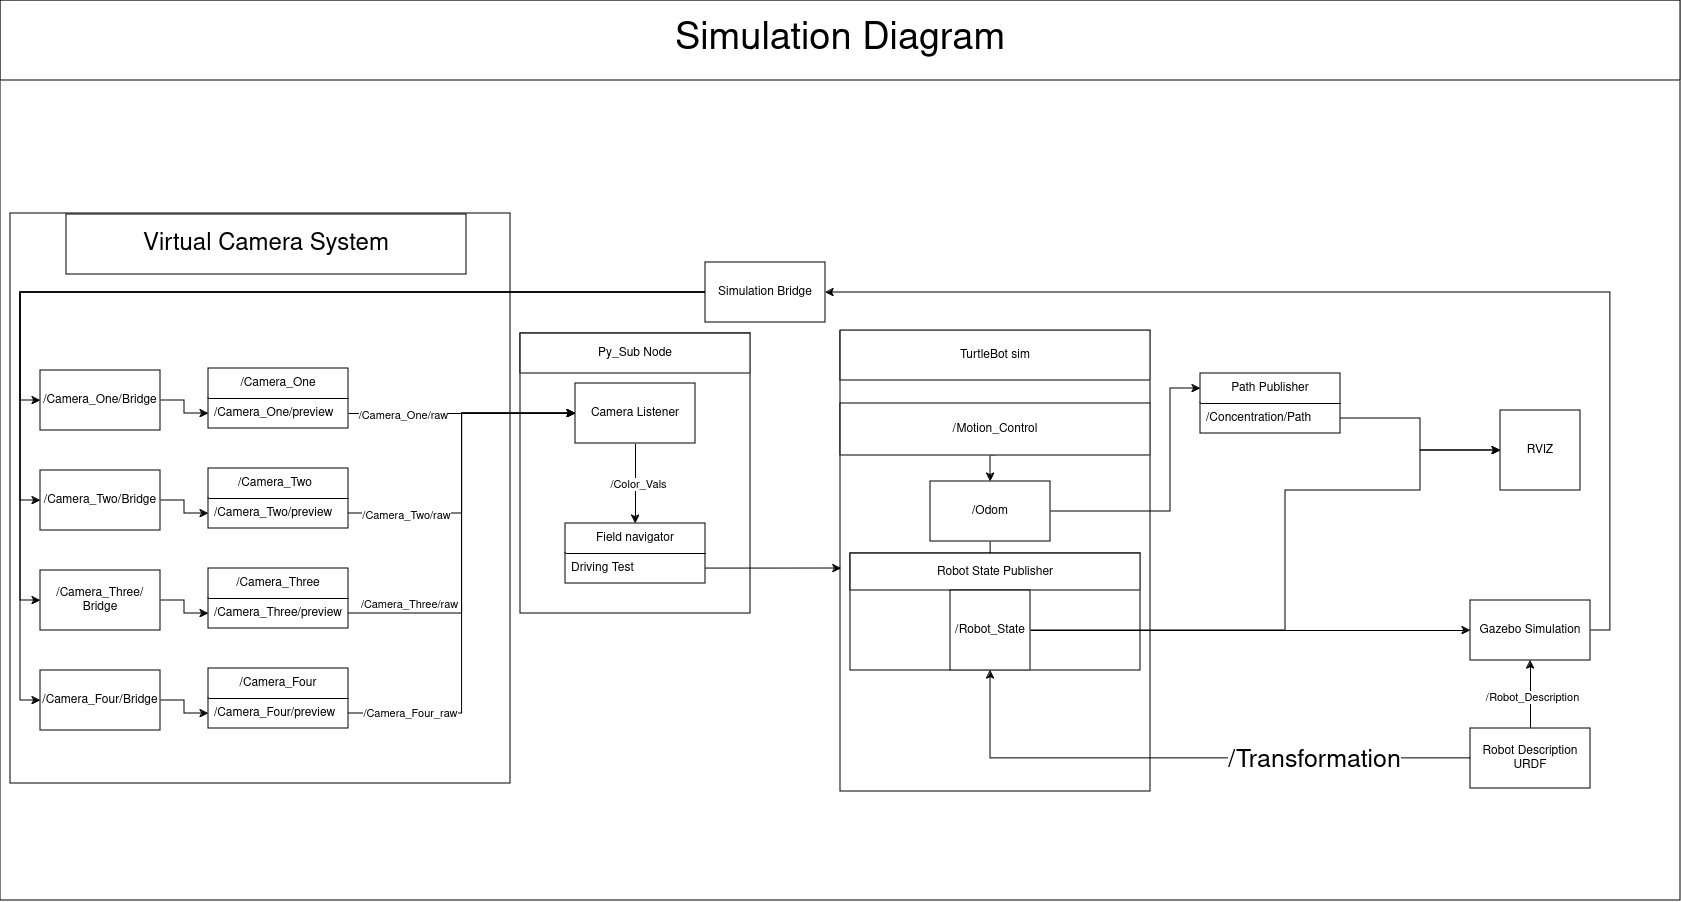 Simulation Diagram
Virtual Camera System
Simulation Bridge
/Camera_One/Bridge
/Camera_One
/Camera_One/preview
/Camera_One/raw
/Camera_Two/Bridge
/Camera_Two
/Camera_Two/preview
/Camera_Two/raw
/Camera_Three/
Bridge
/Camera_Three
/Camera_Three/preview
/Camera_Three/raw
/Camera_Four/Bridge
/Camera_Four
/Camera_Four/preview
/Camera_Four_raw
Py_Sub Node
Camera Listener
/Color_Vals
Field navigator
Driving Test
TurtleBot sim
/Motion_Control
/Odom
Robot State Publisher
/Robot_State
Path Publisher
/Concentration/Path
RVIZ
Gazebo Simulation
/Robot_Description
Robot Description
URDF
/Transformation